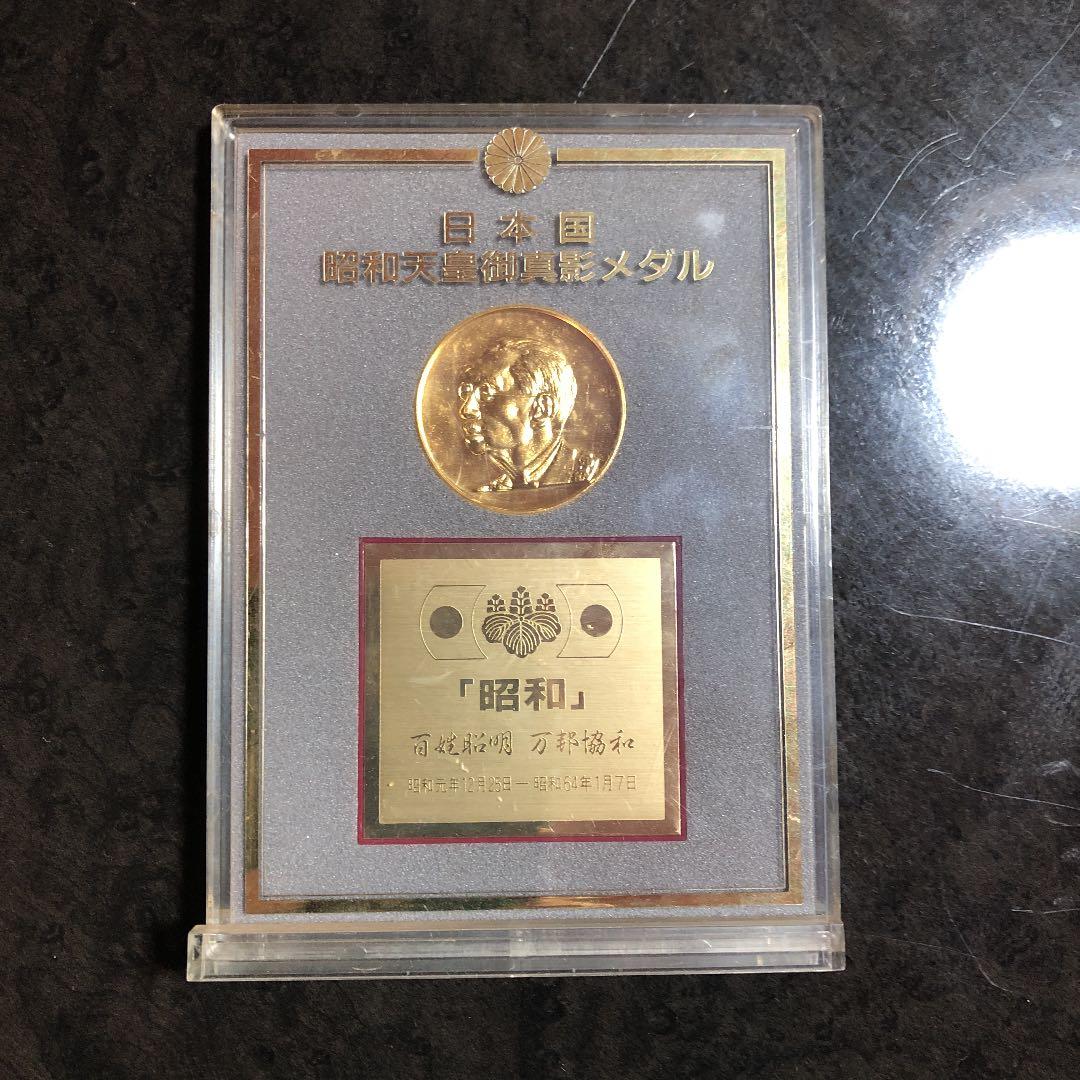 日本国
昭和天皇御真影メダル
「昭和」
百姓昭明 万邦協和
昭和元年12月25日―昭和64年1月7日